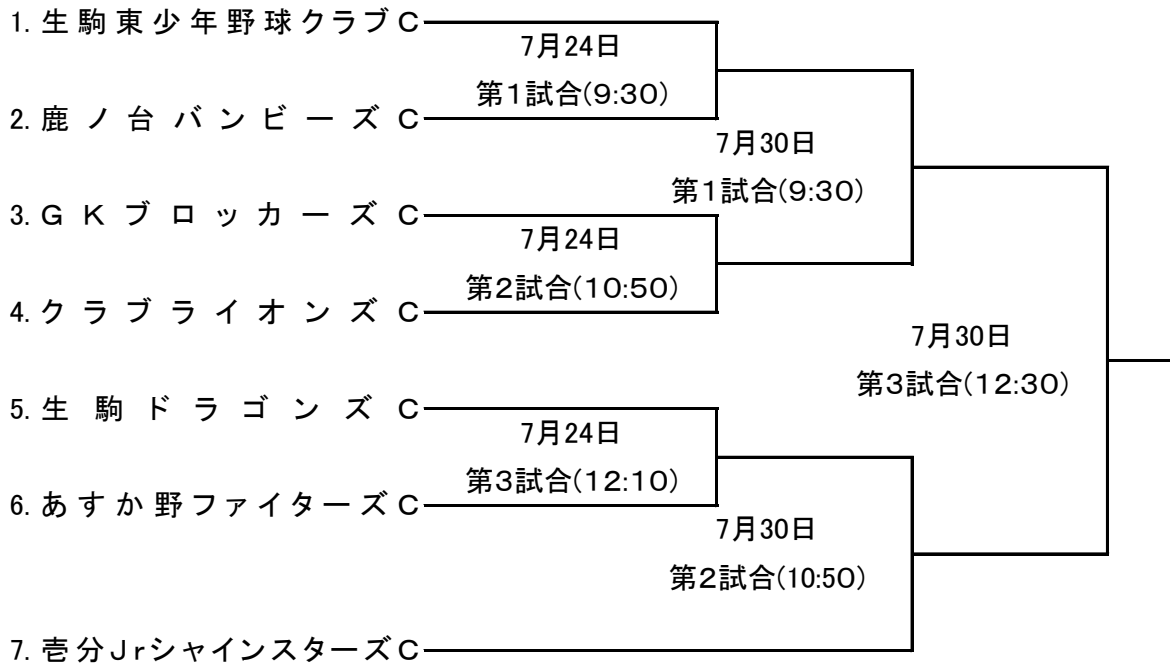 1. 生駒東少年野球クラブC
7月24日
第1試合(9:30)
2. 鹿ノ台バンビーズC
7月30日
第1試合(9:30)
3. GKブロッカーズC
7月24日
第2試合(10:50)
4. クラブライオンズC
7月30日
第3試合(12:30)
5. 生駒ドラゴンズC
7月24日
第3試合(12:10)
6. あすか野ファイターズC
7月30日
第2試合(10:50)
7. 壱分JrシャインスターズC